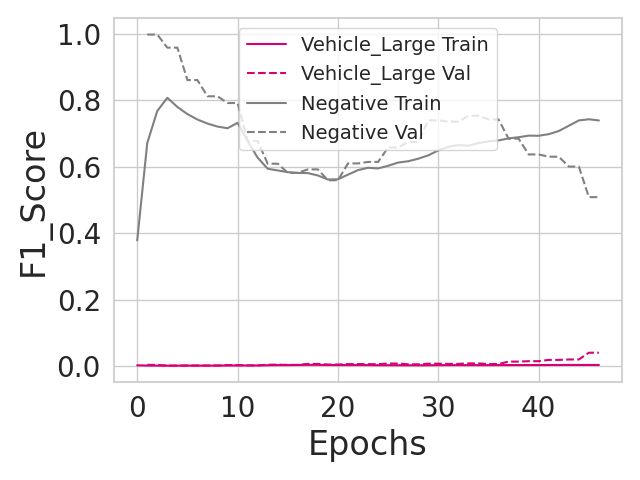 1.0
0.8
0.6
0.4
0.2
0.0
F1_Score
Vehicle_Large Train
Vehicle_Large Val
Negative Train
Negative Val
0 10 20 30 40
Epochs